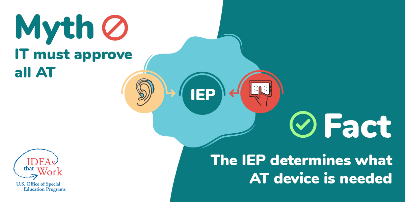 Myth
IT must approve
all AT
IEP
Fact
The IEP determines what
AT device is needed
IDEA
that
Work
U.S. Office of Special
Education Programs